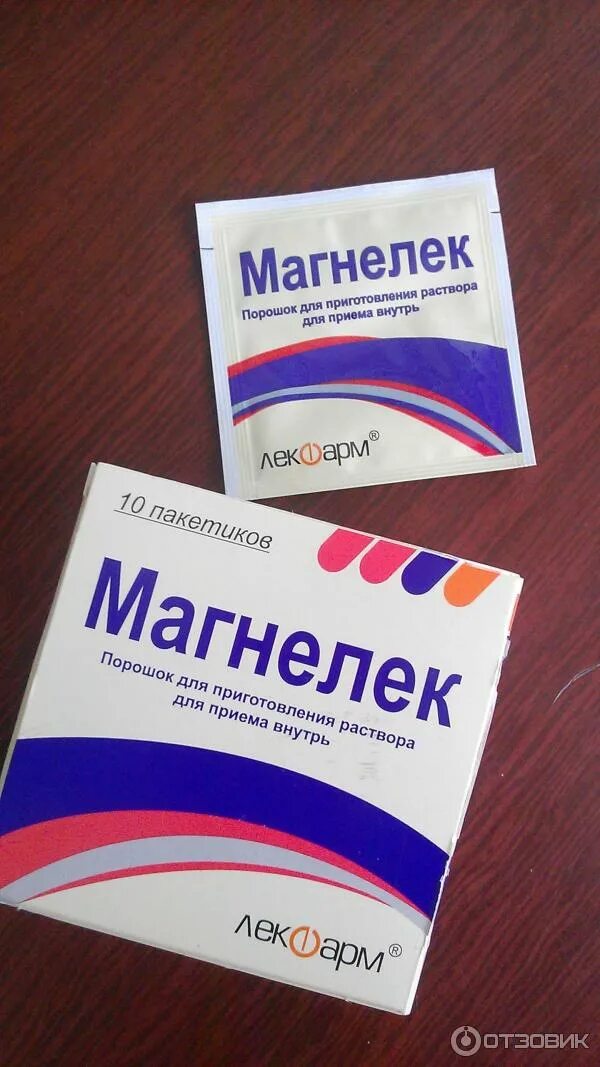 Магнелек
Порошок для приготовления раствора
для приема внутрь
лекФарм®
10 пакетиков
Магнелек
Порошок для приготовления раствора
для приема внутрь
лекФарм®
ОТЗОВИК